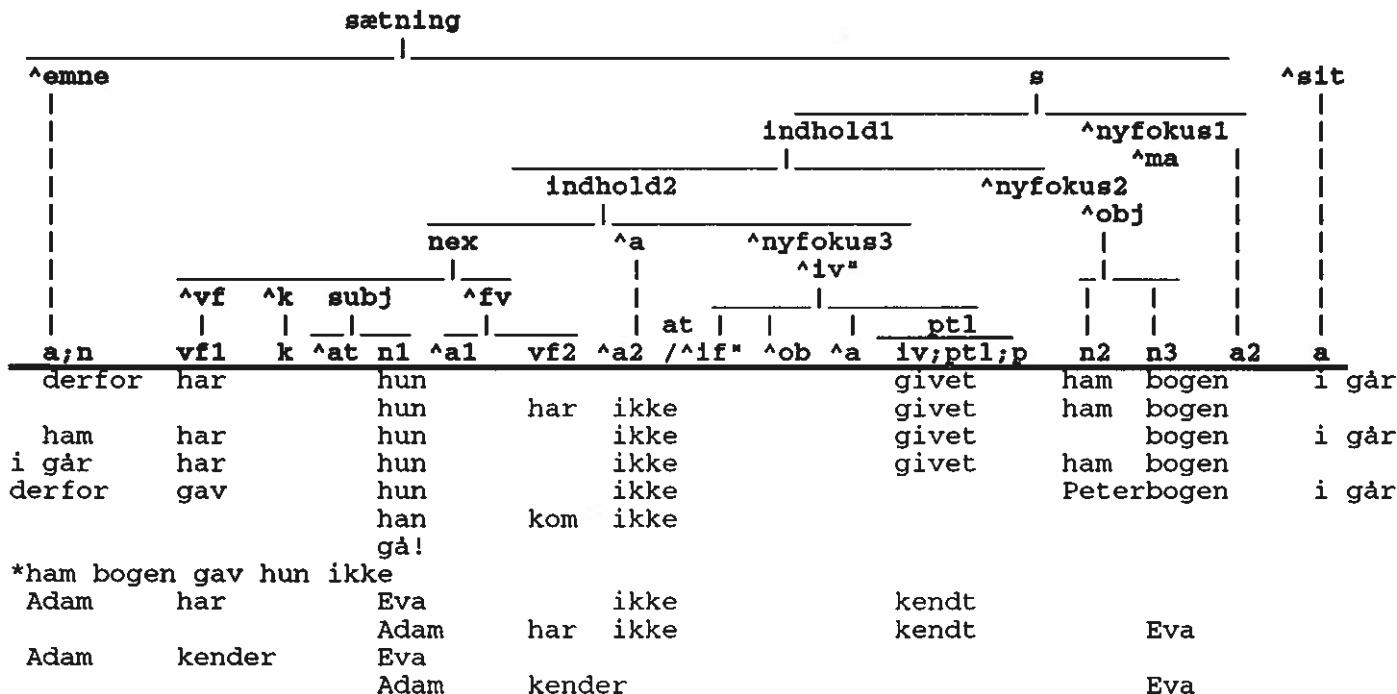 sætning
^emne s ^sit
indhold1 ^nyfokus1
^ma
indhold2 ^nyfokus2
^obj
nex ^a ^nyfokus3
^iv"
^vf ^k subj ^fv
at ptl
a;n vf1 k ^at n1 ^a1 vf2 ^a2 /^if" ^ob ^a iv;ptl;p n2 n3 a2 a
derfor har hun givet ham bogen i går
hun har ikke givet ham bogen
ham har hun ikke givet bogen i går
i går har hun ikke givet ham bogen
derfor gav hun ikke Peterbogen i går
han kom ikke
gå!
*ham bogen gav hun ikke
Adam har Eva ikke kendt
Adam har ikke kendt Eva
Adam kender Eva
Adam kender Eva